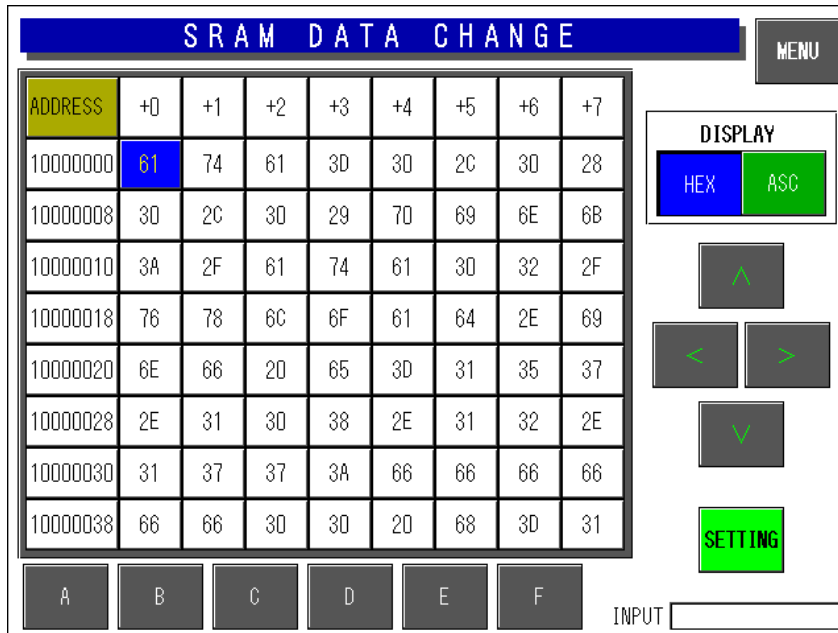 SRAM DATA CHANGE
MENU
ADDRESS +0 +1 +2 +3 +4 +5 +6 +7
10000000 61 74 61 3D 30 2C 30 28
10000008 30 2C 30 29 70 69 6E 6B
10000010 3A 2F 61 74 61 30 32 2F
10000018 76 78 6C 6F 61 64 2E 69
10000020 6E 66 20 65 3D 31 35 37
10000028 2E 31 30 38 2E 31 32 2E
10000030 31 37 37 3A 66 66 66 66
10000038 66 66 30 30 20 68 3D 31
DISPLAY
HEX ASC
^
< >
V
SETTING
A B C D E F
INPUT